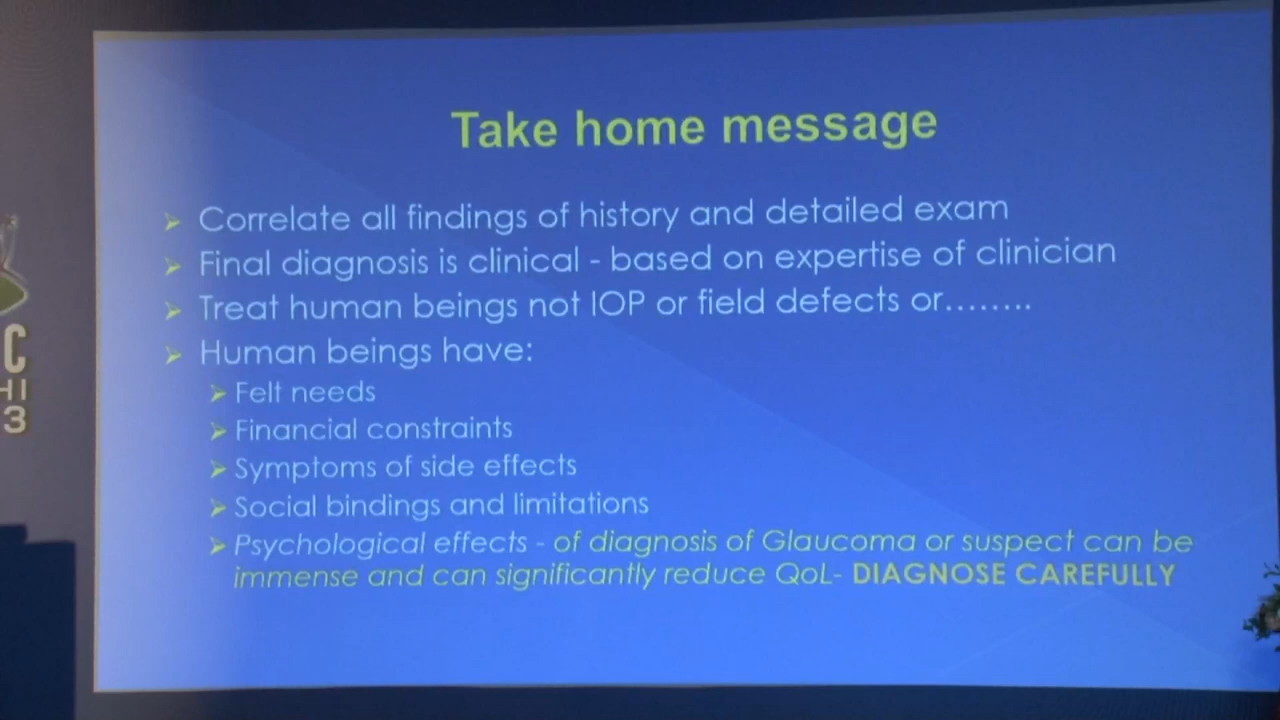 Take home message
Correlate all findings of history and detailed exam
Final diagnosis is clinical - based on expertise of clinician
Treat human beings not IOP or field defects or........
Human beings have:
Felt needs
Financial constraints
Symptoms of side effects
Social bindings and limitations
Psychological effects - of diagnosis of Glaucoma or suspect can be
immense and can significantly reduce QoL- DIAGNOSE CAREFULLY
C
HI
3